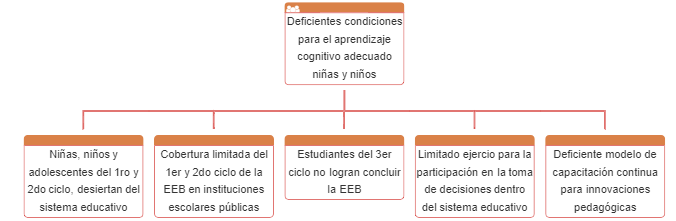 Deficientes condiciones
para el aprendizaje
cognitivo adecuado
niñas y niños
Niñas, niños y
adolescentes del 1ro y
2do ciclo, desiertan del
sistema educativo
Cobertura limitada del
1er y 2do ciclo de la
EEB en instituciones
escolares públicas
Estudiantes del 3er
ciclo no logran concluir
la EEB
Limitado ejercio para la
participación en la toma
de decisiones dentro
del sistema educativo
Deficiente modelo de
capacitación continua
para innovaciones
pedagógicas